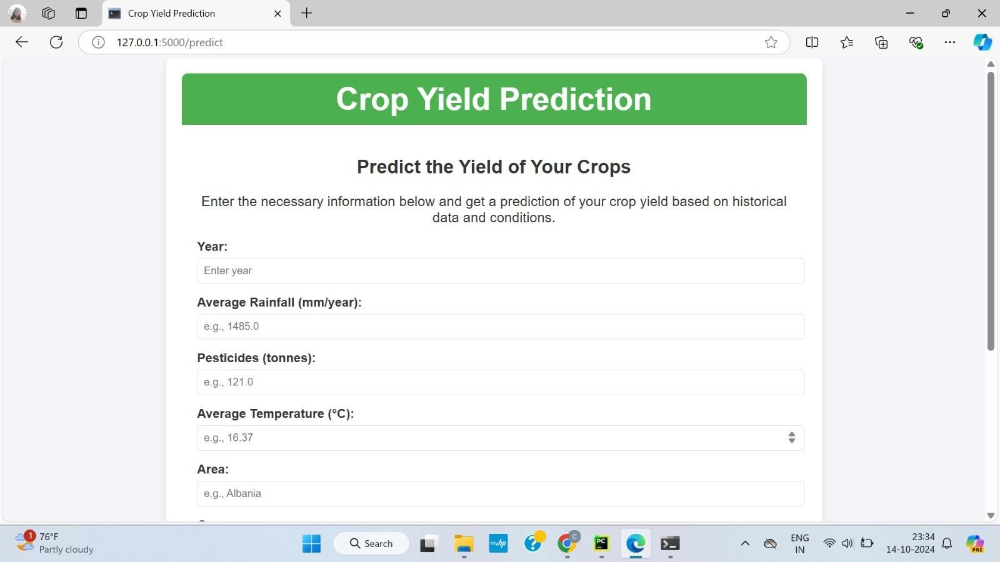 Crop Yield Prediction
127.0.0.1:5000/predict
Crop Yield Prediction
Predict the Yield of Your Crops
Enter the necessary information below and get a prediction of your crop yield based on historical
data and conditions.
Year:
Enter year
Average Rainfall (mm/year):
e.g., 1485.0
Pesticides (tonnes):
e.g., 121.0
Average Temperature (°C):
e.g., 16.37
Area:
e.g., Albania
1
76°F
Partly cloudy
Search
myhp
?
C
PC
ENG
IN
23:34
14-10-2024
PRE